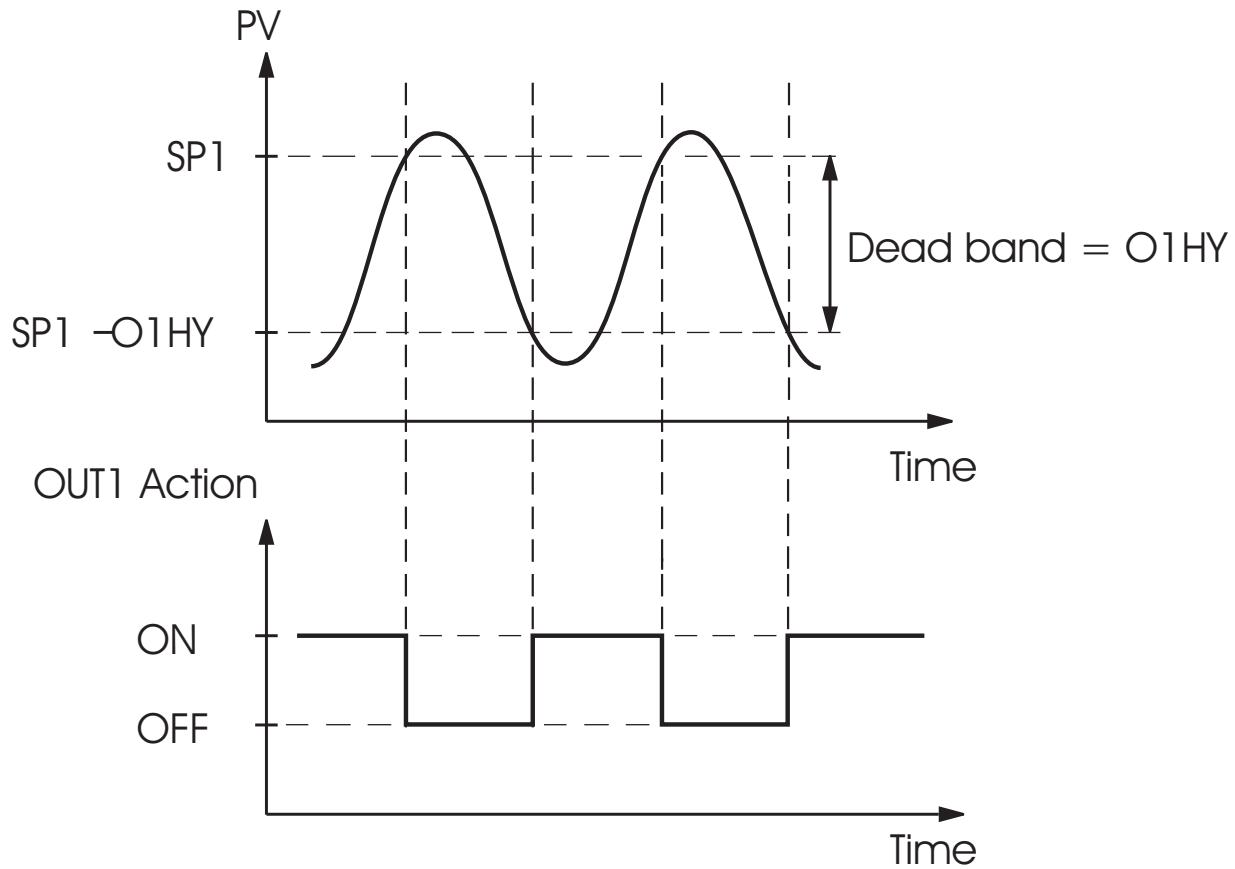 PV
SP1
Dead band = O1HY
SP1 –O1HY
Time
OUT1 Action
ON
OFF
Time